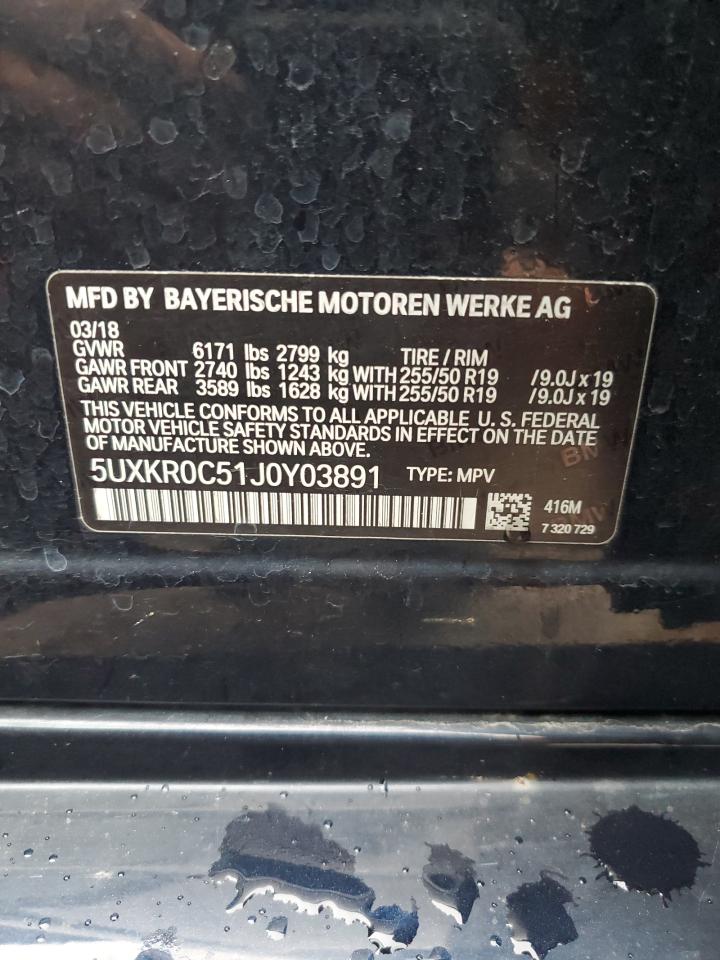 MFD BY BAYERISCHE MOTOREN WERKE AG
03/18
GVWR 6171 lbs 2799 kg TIRE / RIM
GAWR FRONT 2740 lbs 1243 kg WITH 255/50 R19 /9.0J x 19
GAWR REAR 3589 lbs 1628 kg WITH 255/50 R19 /9.0J x 19
THIS VEHICLE CONFORMS TO ALL APPLICABLE U. S. FEDERAL
MOTOR VEHICLE SAFETY STANDARDS IN EFFECT ON THE DATE
OF MANUFACTURE SHOWN ABOVE.
5UXKR0C51J0Y03891 TYPE: MPV
416M
7 320 729